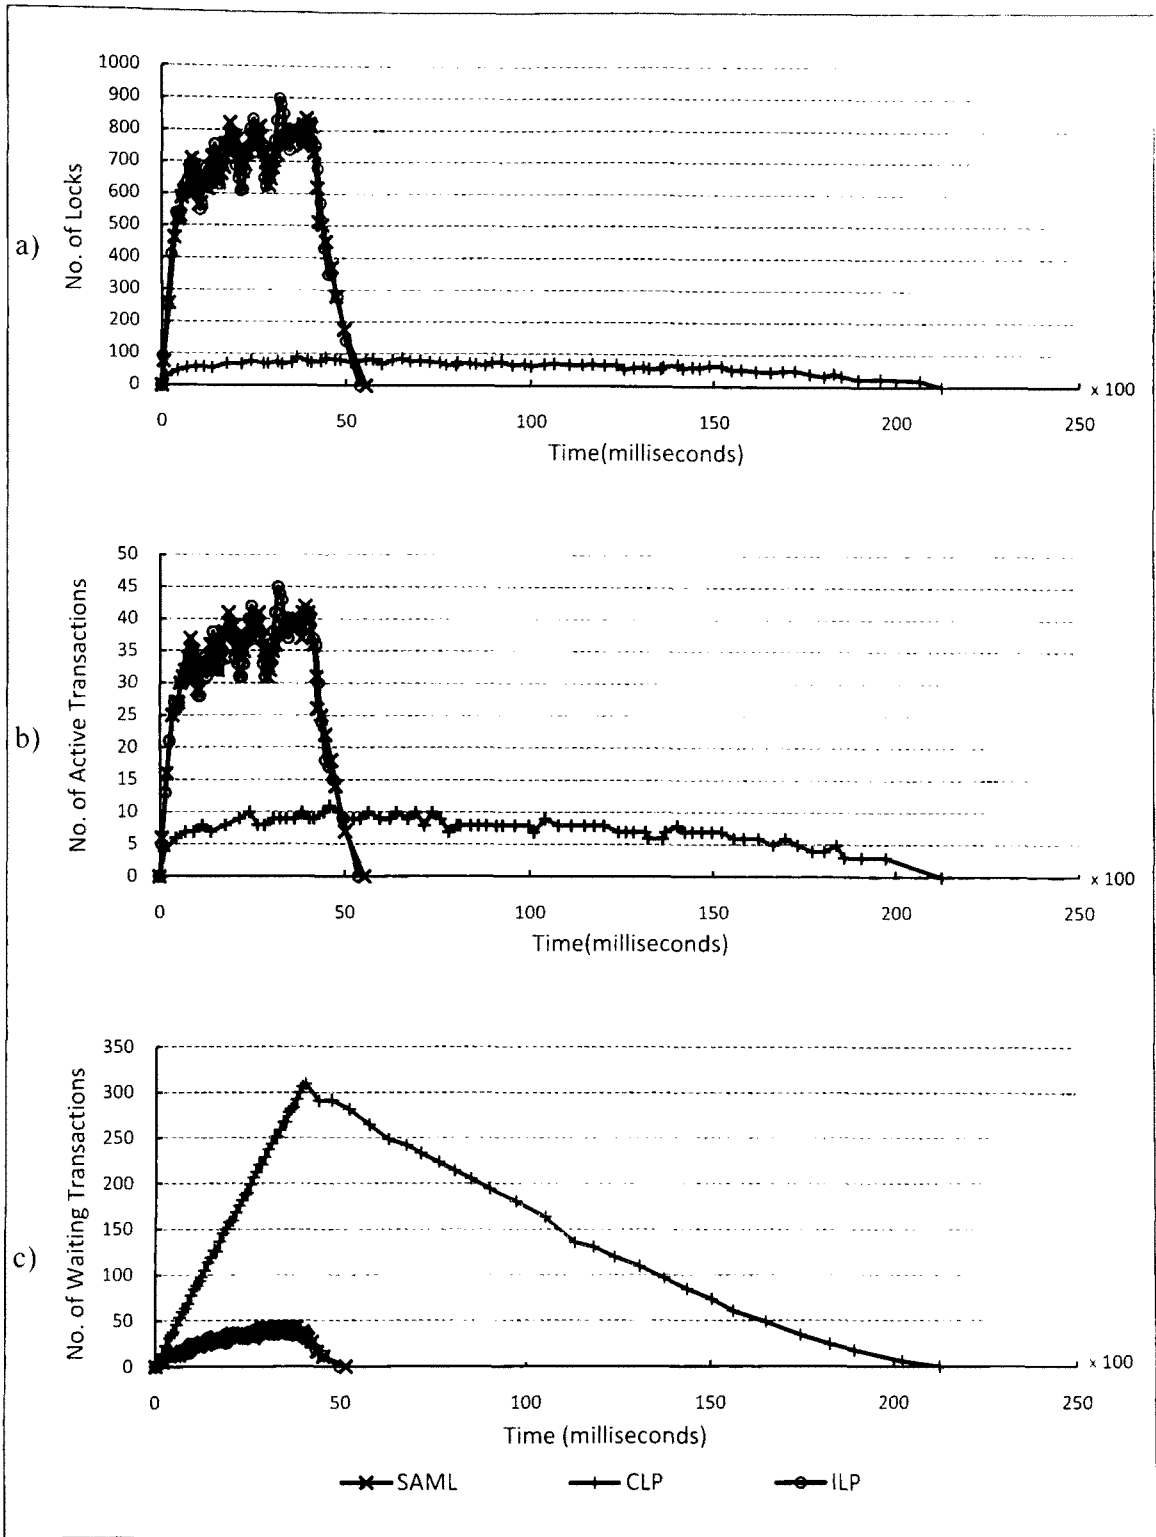 a)
No. of Locks
1000
900
800
700
600
500
400
300
200
100
0
0 50 100 150 200 250
x 100
Time(milliseconds)
b)
No. of Active Transactions
50
45
40
35
30
25
20
15
10
5
0
0 50 100 150 200 250
x 100
Time(milliseconds)
c)
No. of Waiting Transactions
350
300
250
200
150
100
50
0
0 50 100 150 200 250
x 100
Time (milliseconds)
SAML CLP ILP